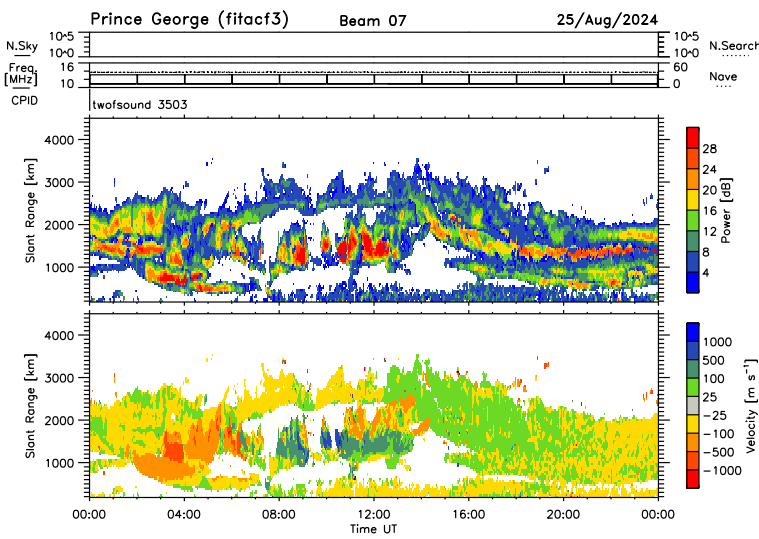 Prince George (fitacf3) Beam 07 25/Aug/2024
N.Sky 10^5 10^0 10^5 10^0 N.Search
Freq. [MHz] 16 10 60 0 Nave
CPID twofsound 3503
Slant Range [km] 4000 3000 2000 1000
Power [dB] 28 24 20 16 12 8 4
Slant Range [km] 4000 3000 2000 1000
Velocity [m s⁻¹] 1000 500 100 25 −25 −100 −500 −1000
00:00 04:00 08:00 12:00 16:00 20:00 00:00
Time UT